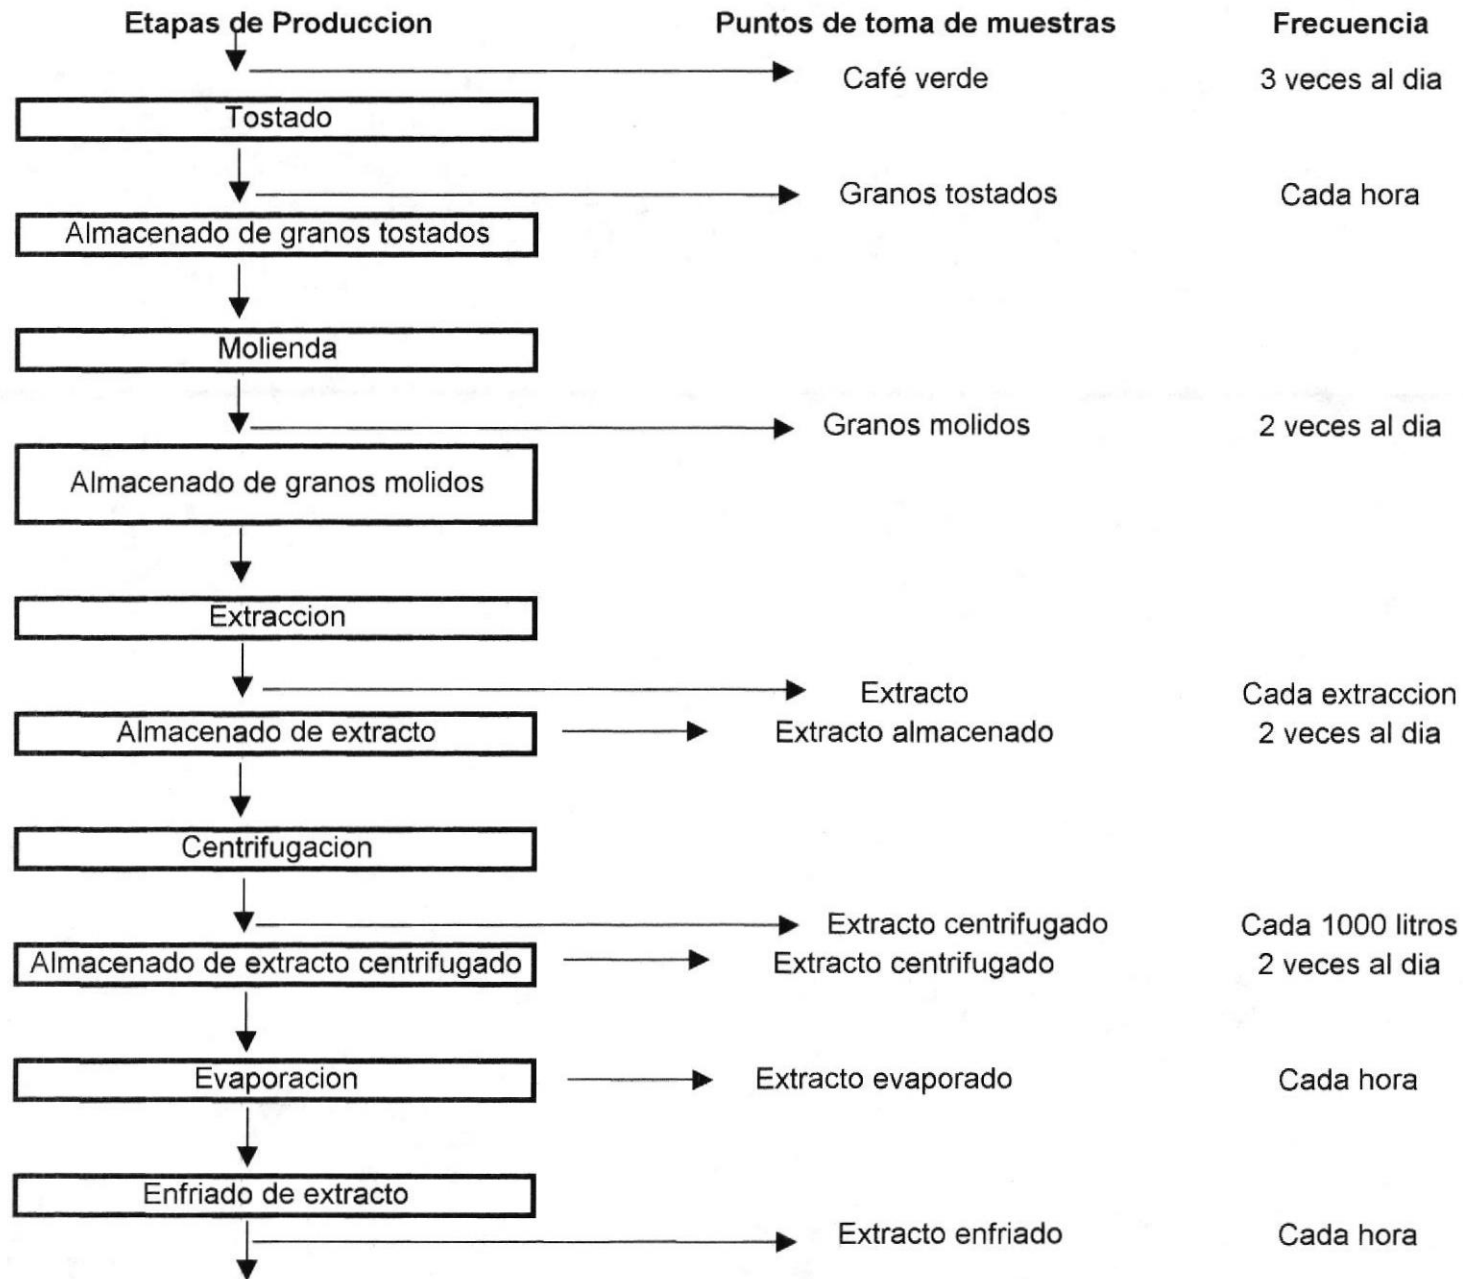 Etapas de Produccion Puntos de toma de muestras Frecuencia
Café verde 3 veces al dia
Tostado
Granos tostados Cada hora
Almacenado de granos tostados
Molienda
Granos molidos 2 veces al dia
Almacenado de granos molidos
Extraccion
Extracto Cada extraccion
Almacenado de extracto Extracto almacenado 2 veces al dia
Centrifugacion
Extracto centrifugado Cada 1000 litros
Almacenado de extracto centrifugado Extracto centrifugado 2 veces al dia
Evaporacion Extracto evaporado Cada hora
Enfriado de extracto
Extracto enfriado Cada hora